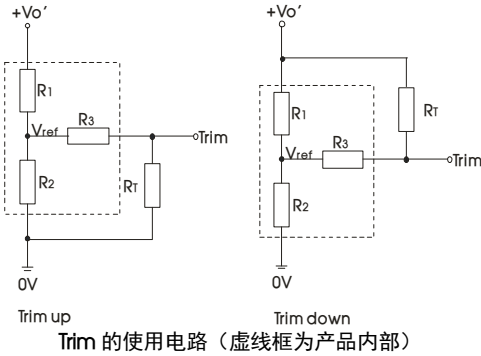 +Vo'
R1
Vref
R3
Trim
R2
RT
0V
Trim up
+Vo'
R1
RT
Vref
R3
Trim
R2
0V
Trim down
Trim 的使用电路（虚线框为产品内部）